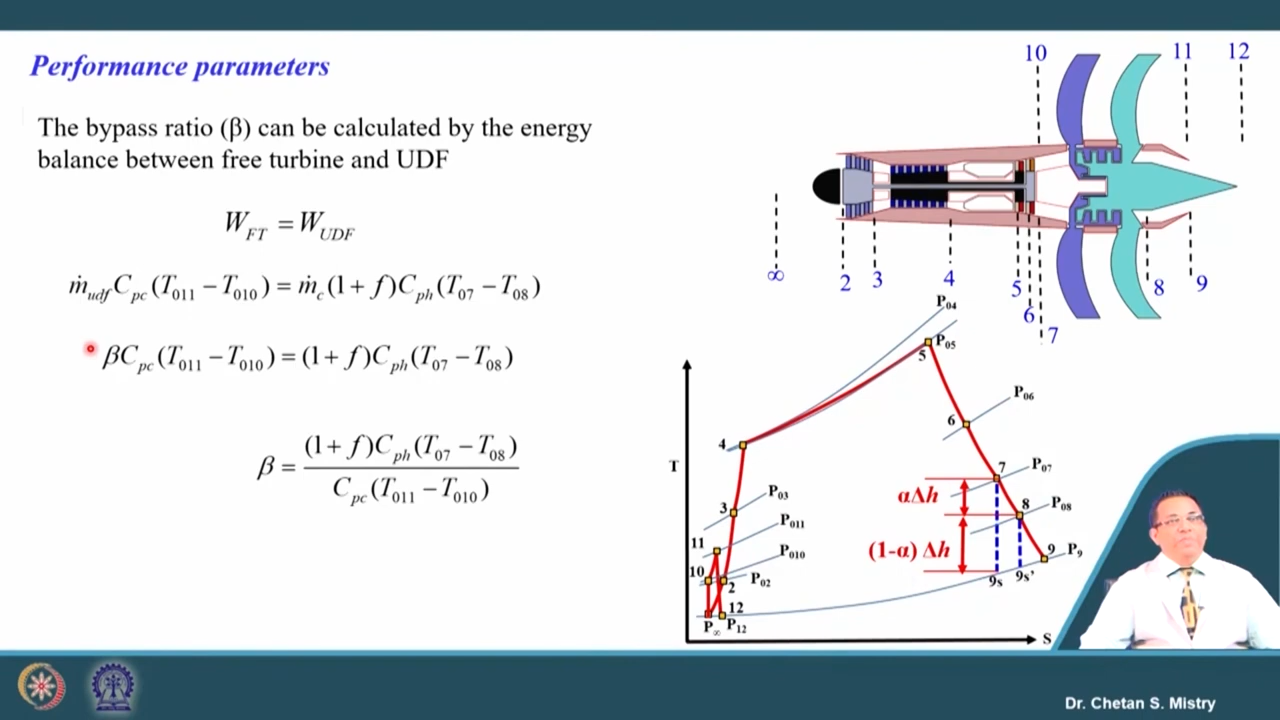 Performance parameters
The bypass ratio (β) can be calculated by the energy
balance between free turbine and UDF
W_FT = W_UDF
ṁ_udf C_pc (T_011 − T_010) = ṁ_c (1 + f) C_ph (T_07 − T_08)
βC_pc (T_011 − T_010) = (1 + f) C_ph (T_07 − T_08)
β = (1 + f) C_ph (T_07 − T_08) / C_pc (T_011 − T_010)
10 11 12
∞ 2 3 4 5 6 7 8 9
T
S
P_04
P_05
5
P_06
6
4
7 P_07
αΔh
8 P_08
3 P_03
P_011
11
(1-α) Δh
9 P_9
P_010
10
2 P_02
9s 9s'
12
P_∞ P_12
Dr. Chetan S. Mistry